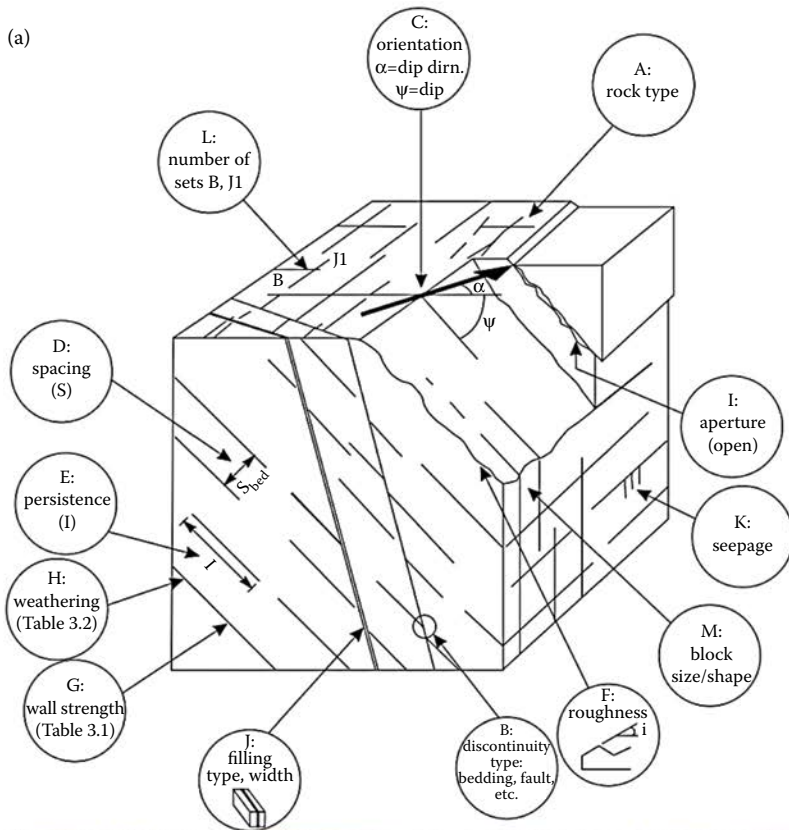 (a)
C:
orientation
α=dip dirn.
ψ=dip
A:
rock type
L:
number of
sets B, J1
J1
B
α
ψ
D:
spacing
(S)
S_bed
I:
aperture
(open)
E:
persistence
(I)
I
K:
seepage
H:
weathering
(Table 3.2)
M:
block
size/shape
G:
wall strength
(Table 3.1)
F:
roughness
i
J:
filling
type, width
B:
discontinuity
type:
bedding, fault,
etc.